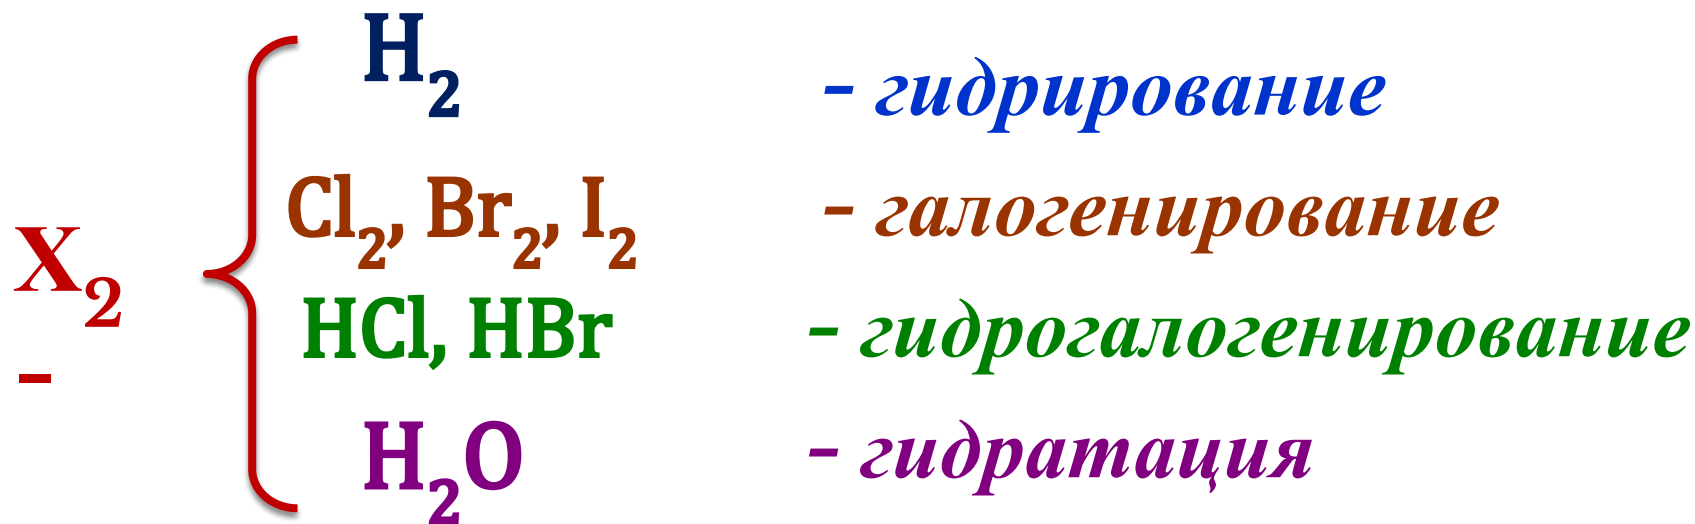 H₂ - гидрирование
Cl₂, Br₂, I₂ - галогенирование
X₂
-
HCl, HBr - гидрогалогенирование
H₂O - гидратация